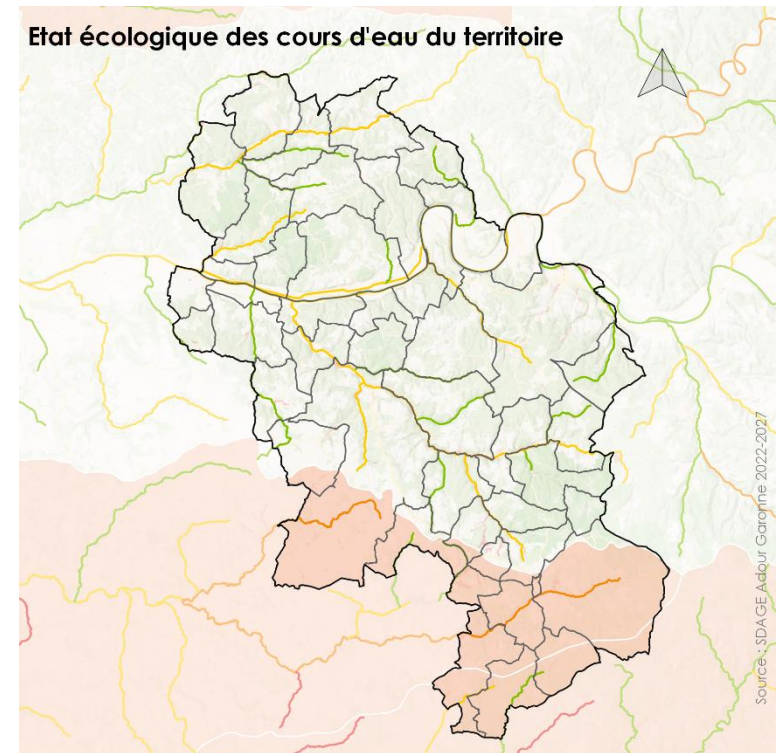 Etat écologique des cours d'eau du territoire
Source : SDAGE Adour Garonne 2022-2027